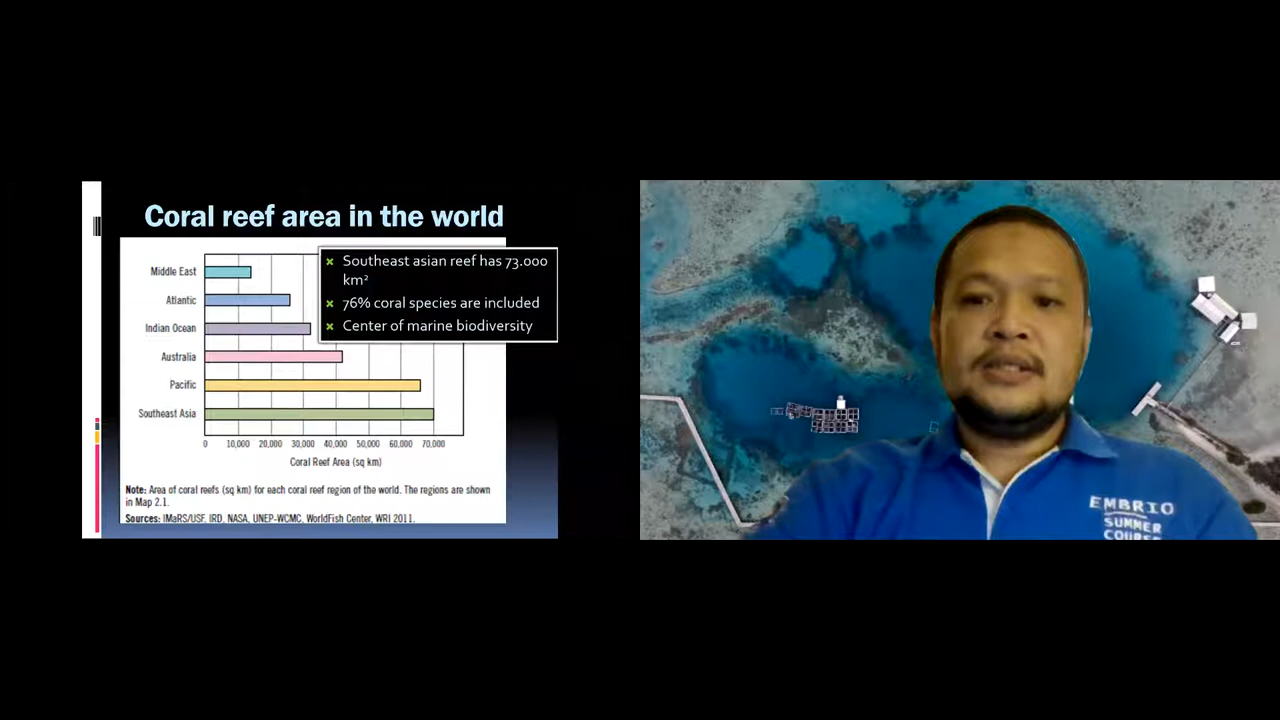 Coral reef area in the world
Southeast asian reef has 73.000
km²
76% coral species are included
Center of marine biodiversity
Middle East
Atlantic
Indian Ocean
Australia
Pacific
Southeast Asia
0 10,000 20,000 30,000 40,000 50,000 60,000 70,000
Coral Reef Area (sq km)
Note: Area of coral reefs (sq km) for each coral reef region of the world. The regions are shown
in Map 2.1.
Sources: IMaRS/USF, IRD, NASA, UNEP-WCMC, WorldFish Center, WRI 2011.
EMBRIO
SUMMER
COURSE